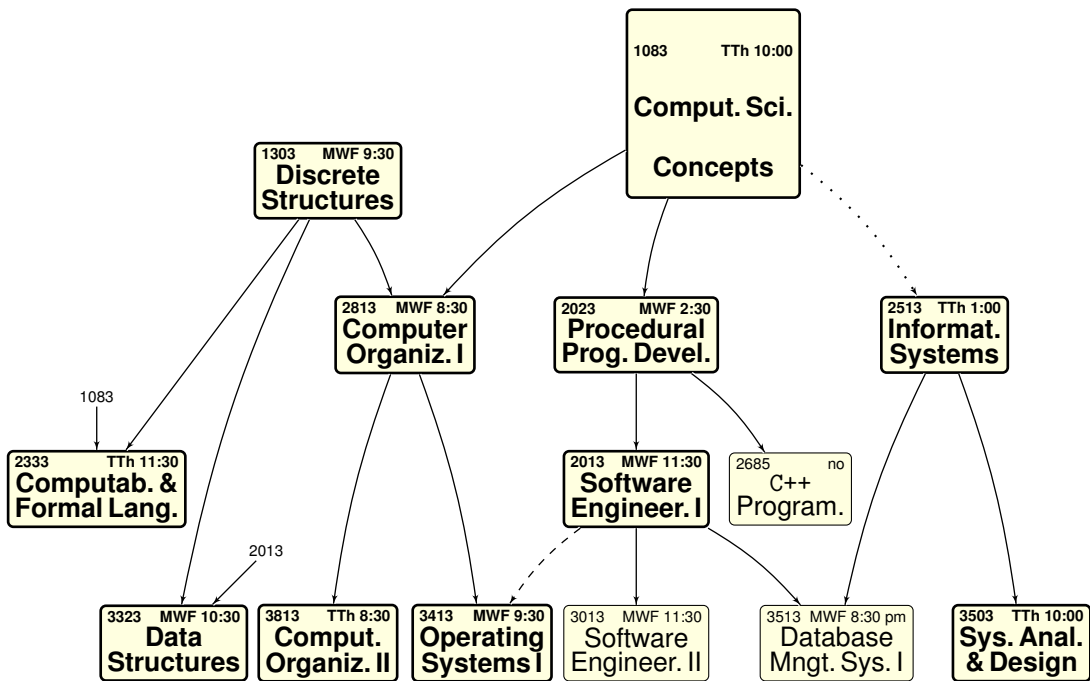 1083 TTh 10:00
Comput. Sci.
Concepts
1303 MWF 9:30
Discrete
Structures
2813 MWF 8:30
Computer
Organiz. I
2023 MWF 2:30
Procedural
Prog. Devel.
2513 TTh 1:00
Informat.
Systems
1083
2333 TTh 11:30
Computab. &
Formal Lang.
2013 MWF 11:30
Software
Engineer. I
2685 no
C++
Program.
2013
3323 MWF 10:30
Data
Structures
3813 TTh 8:30
Comput.
Organiz. II
3413 MWF 9:30
Operating
Systems I
3013 MWF 11:30
Software
Engineer. II
3513 MWF 8:30 pm
Database
Mngt. Sys. I
3503 TTh 10:00
Sys. Anal.
& Design